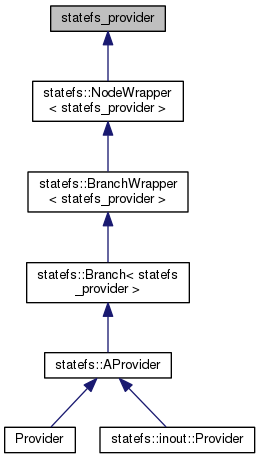 statefs_provider
statefs::NodeWrapper
< statefs_provider >
statefs::BranchWrapper
< statefs_provider >
statefs::Branch< statefs
_provider >
statefs::AProvider
Provider
statefs::inout::Provider